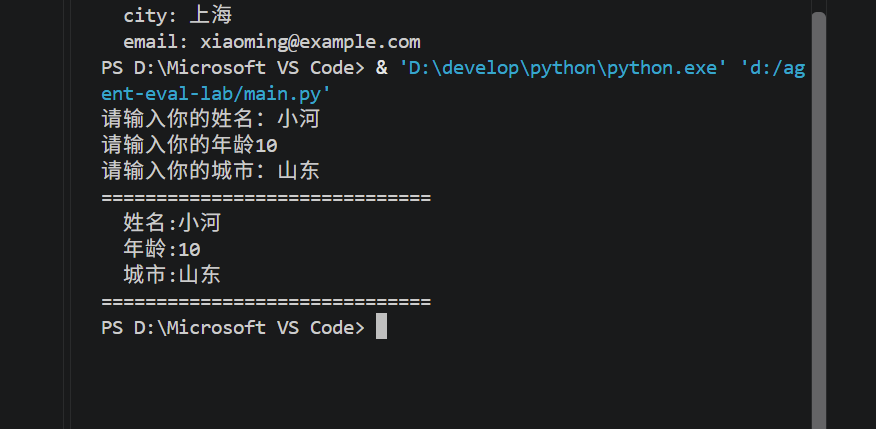 city: 上海
email: xiaoming@example.com
PS D:\Microsoft VS Code> & 'D:\develop\python\python.exe' 'd:/ag
ent-eval-lab/main.py'
请输入你的姓名: 小河
请输入你的年龄10
请输入你的城市: 山东
==============================
  姓名:小河
  年龄:10
  城市:山东
==============================
PS D:\Microsoft VS Code>